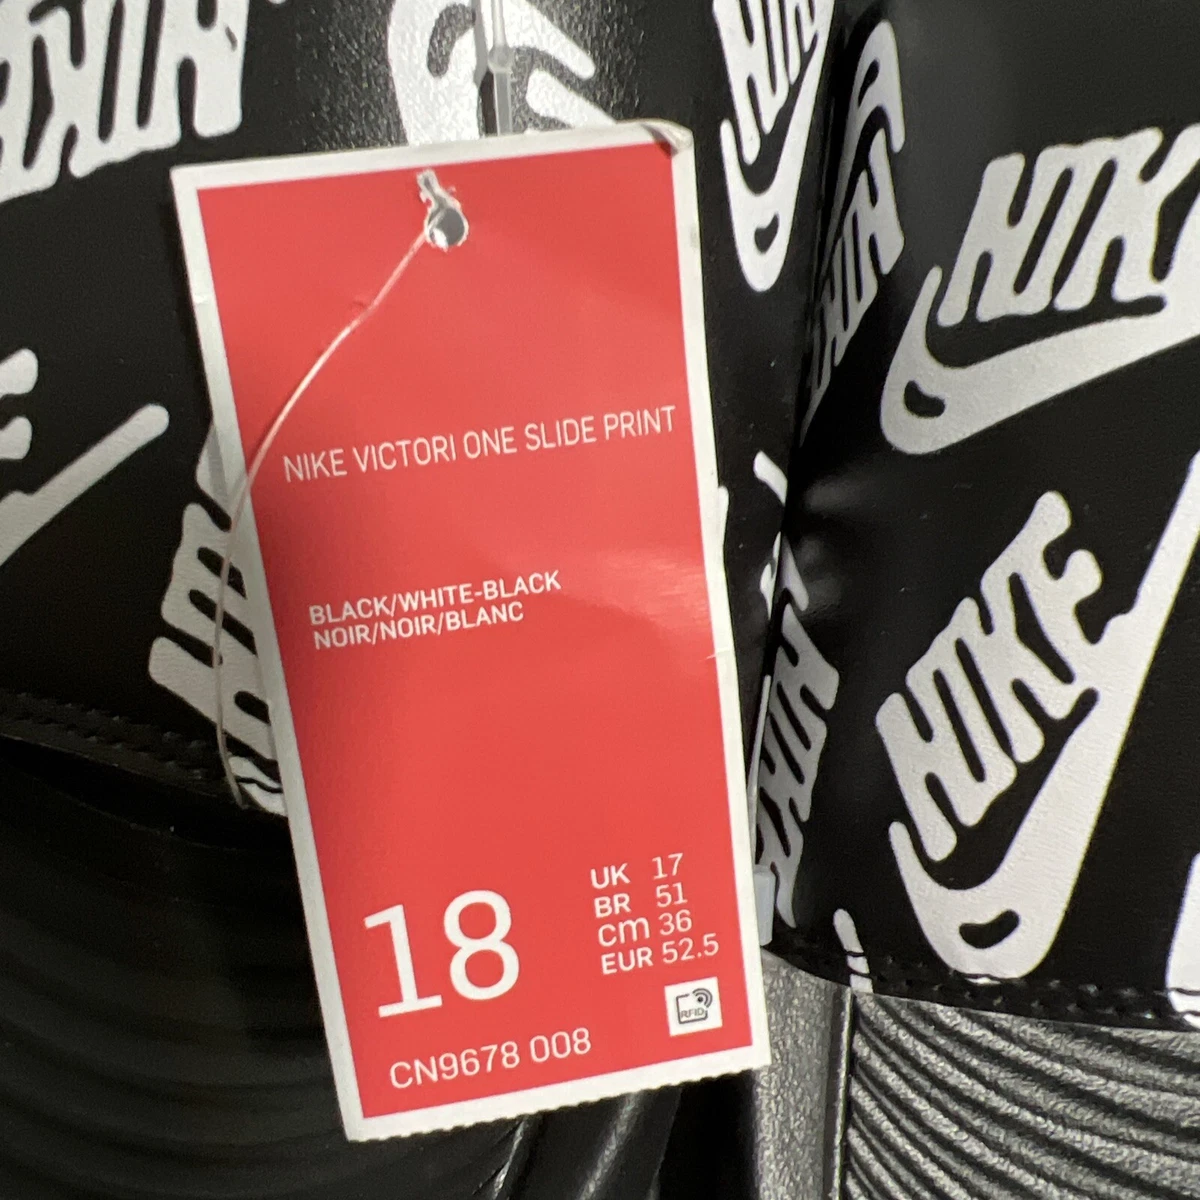 NIKE
NIKE
NIKE
NIKE
NIKE VICTORI ONE SLIDE PRINT
BLACK/WHITE-BLACK
NOIR/NOIR/BLANC
18
UK 17
BR 51
Cm 36
EUR 52.5
RFID
CN9678 008